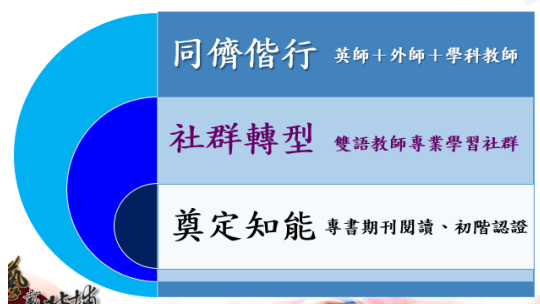 同儕偕行 英師＋外師＋學科教師
社群轉型 雙語教師專業學習社群
奠定知能 專書期刊閱讀、初階認證